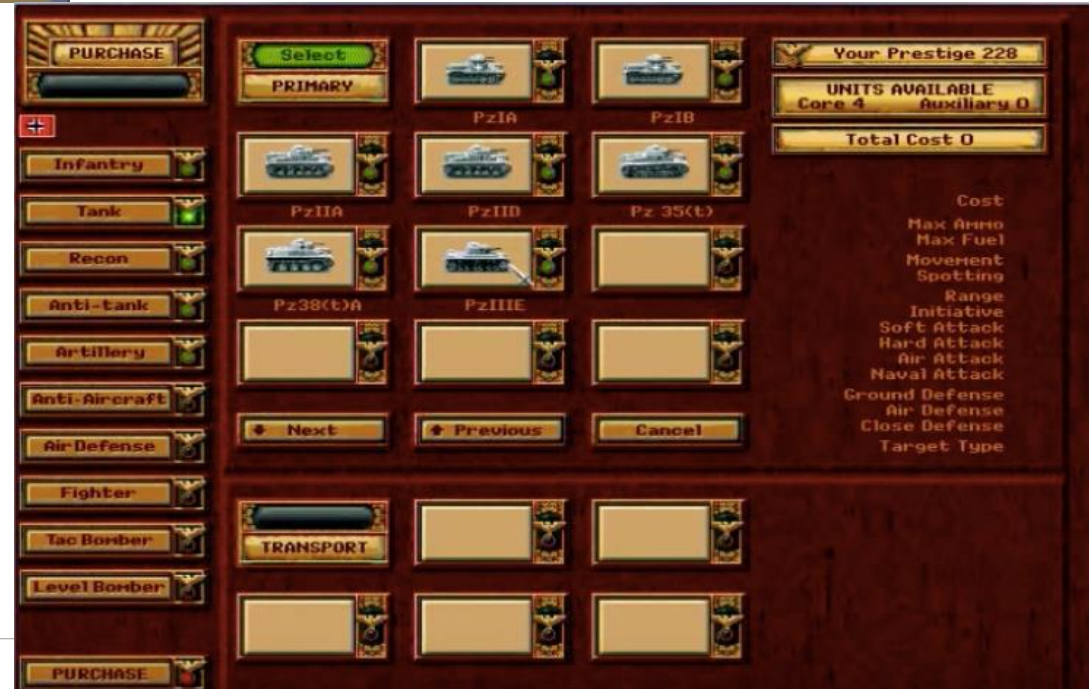 PURCHASE
Select
PRIMARY
PzIA
PzIB
Your Prestige 228
UNITS AVAILABLE
Core 4 Auxiliary 0
Total Cost 0
Infantry
Tank
Recon
Anti-tank
Artillery
Anti-Aircraft
Air Defense
Fighter
Tac Bomber
Level Bomber
PURCHASE
PzIIA
PzIID
Pz 35(t)
Pz38(t)A
PzIIIE
Next
Previous
Cancel
TRANSPORT
Cost
Max Ammo
Max Fuel
Movement
Spotting
Range
Initiative
Soft Attack
Hard Attack
Air Attack
Naval Attack
Ground Defense
Air Defense
Close Defense
Target Type